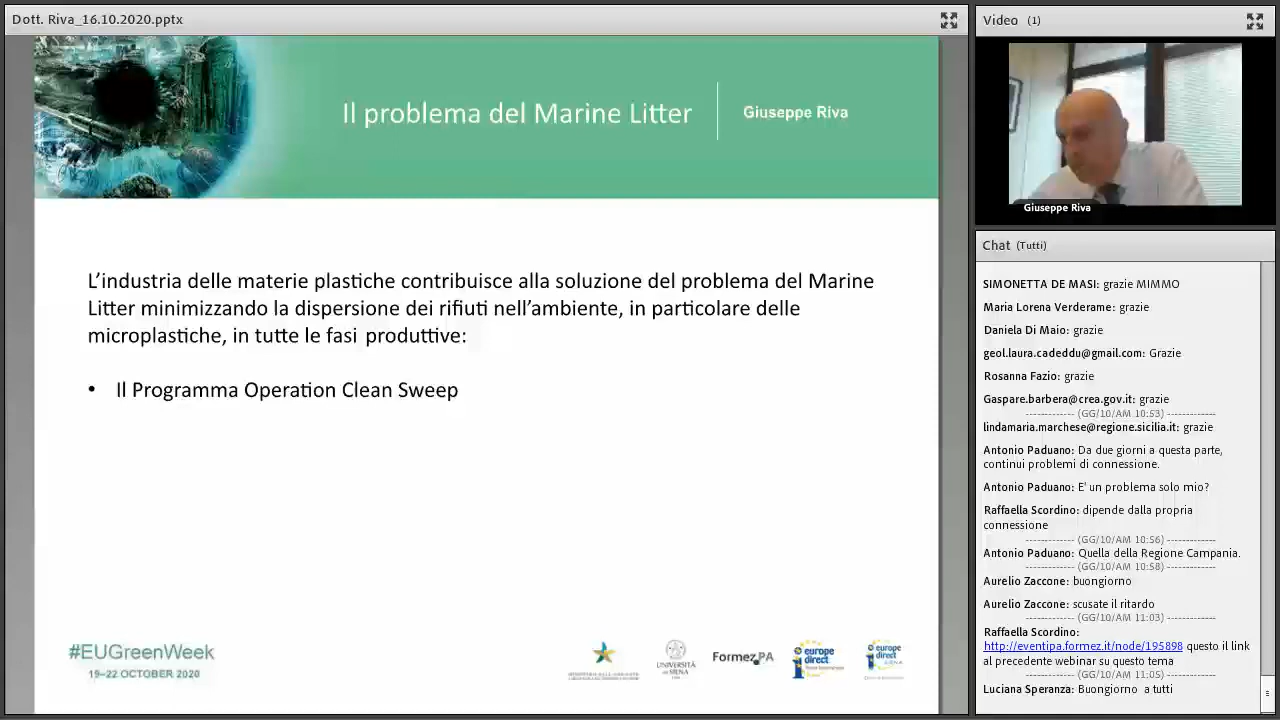 Dott. Riva_16.10.2020.pptx
Il problema del Marine Litter
Giuseppe Riva
L’industria delle materie plastiche contribuisce alla soluzione del problema del Marine
Litter minimizzando la dispersione dei rifiuti nell’ambiente, in particolare delle
microplastiche, in tutte le fasi produttive:
• Il Programma Operation Clean Sweep
#EUGreenWeek
19–22 OCTOBER 2020
UNIVERSITÀ
DI SIENA
FormezPA
europe
direct
europe
direct
SIENA
Video (1)
Giuseppe Riva
Chat (Tutti)
SIMONETTA DE MASI: grazie MIMMO
Maria Lorena Verderame: grazie
Daniela Di Maio: grazie
geol.laura.cadeddu@gmail.com: Grazie
Rosanna Fazio: grazie
Gaspare.barbera@crea.gov.it: grazie
------------ (GG/10/AM 10:53) ------------
lindamaria.marchese@regione.sicilia.it: grazie
Antonio Paduano: Da due giorni a questa parte,
continui problemi di connessione.
Antonio Paduano: E' un problema solo mio?
Raffaella Scordino: dipende dalla propria
connessione
------------ (GG/10/AM 10:56) ------------
Antonio Paduano: Quella della Regione Campania.
------------ (GG/10/AM 10:58) ------------
Aurelio Zaccone: buongiorno
Aurelio Zaccone: scusate il ritardo
------------ (GG/10/AM 11:03) ------------
Raffaella Scordino:
http://eventipa.formez.it/node/195898 questo il link
al precedente webinar su questo tema
------------ (GG/10/AM 11:05) ------------
Luciana Speranza: Buongiorno a tutti